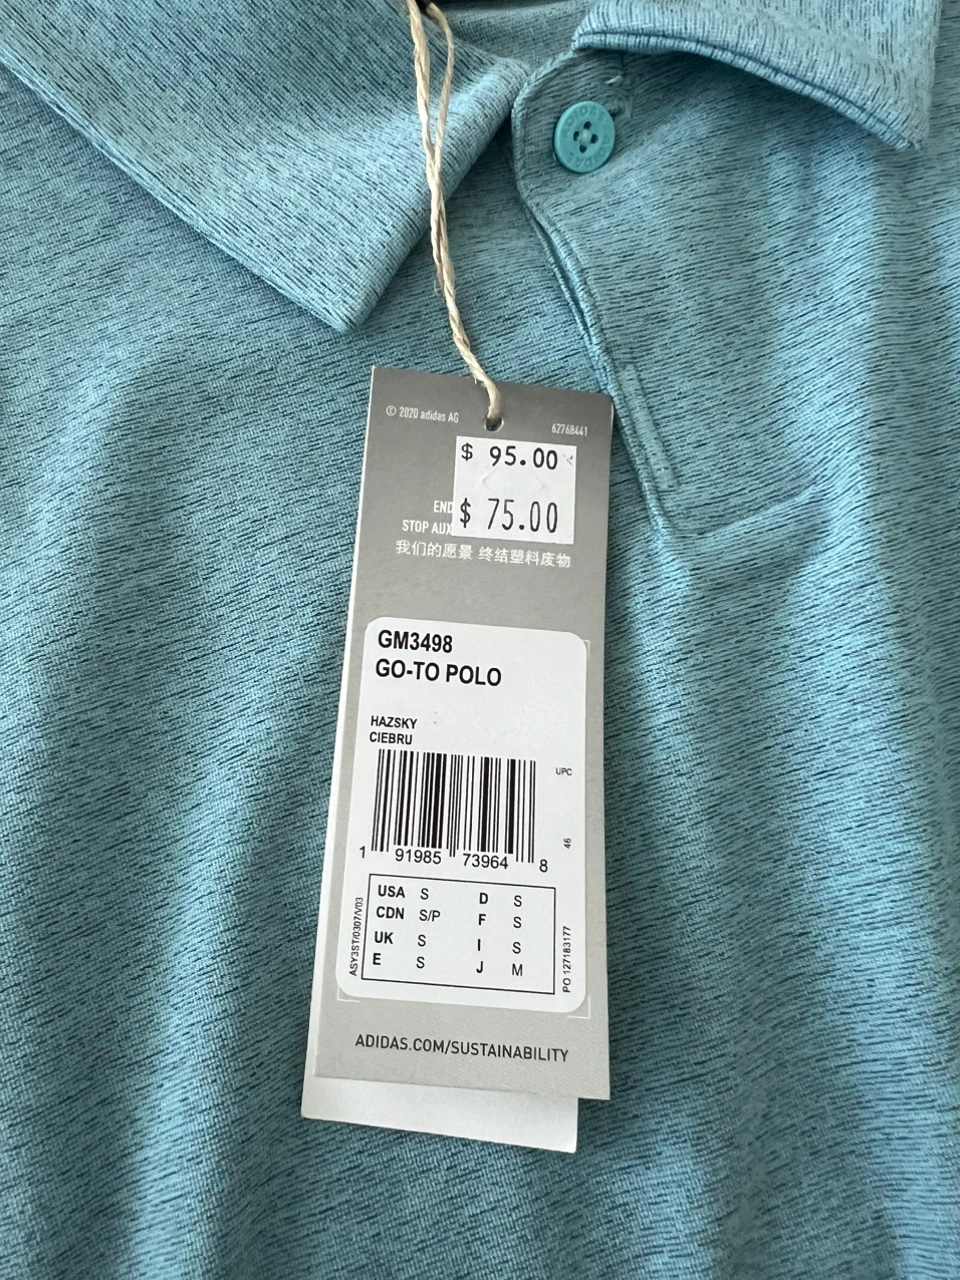 © 2020 adidas AG
62768441
$ 95.00
$ 75.00
END
STOP AUX
我们的愿景 终结塑料废物
GM3498
GO-TO POLO
HAZSKY
CIEBRU
UPC
46
1 91985 73964 8
USA S D S
CDN S/P F S
UK S I S
E S J M
ASY3ST/0307/V03
PO 127183177
ADIDAS.COM/SUSTAINABILITY